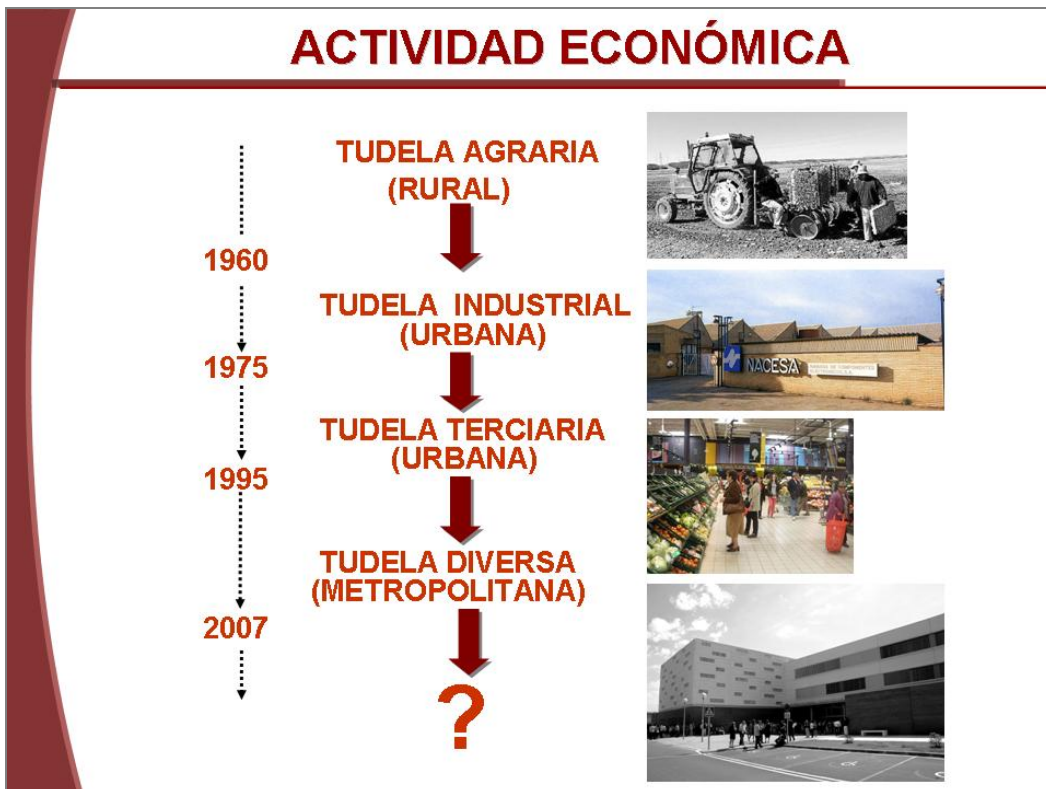 ACTIVIDAD ECONÓMICA
TUDELA AGRARIA
(RURAL)
1960
TUDELA INDUSTRIAL
(URBANA)
NACESA
1975
TUDELA TERCIARIA
(URBANA)
1995
TUDELA DIVERSA
(METROPOLITANA)
2007
?